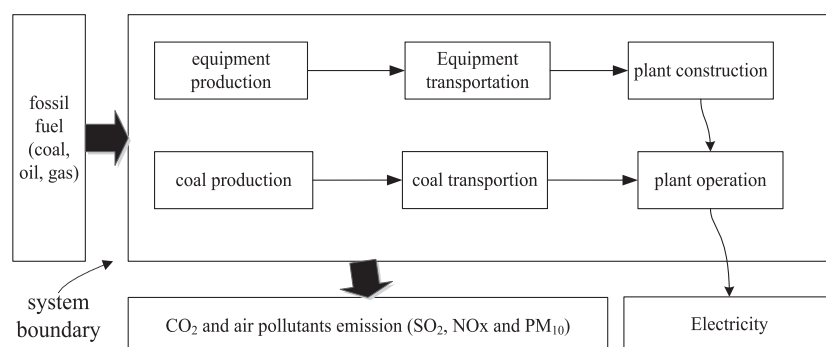 fossil
fuel
(coal,
oil, gas)
equipment
production
Equipment
transportation
plant construction
coal production
coal transportion
plant operation
system
boundary
CO₂ and air pollutants emission (SO₂, NOx and PM₁₀)
Electricity